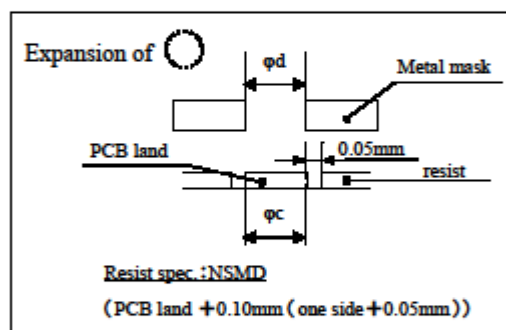 Expansion of
φd
Metal mask
PCB land
0.05mm
resist
φc
Resist spec.:NSMD
(PCB land +0.10mm(one side+0.05mm))